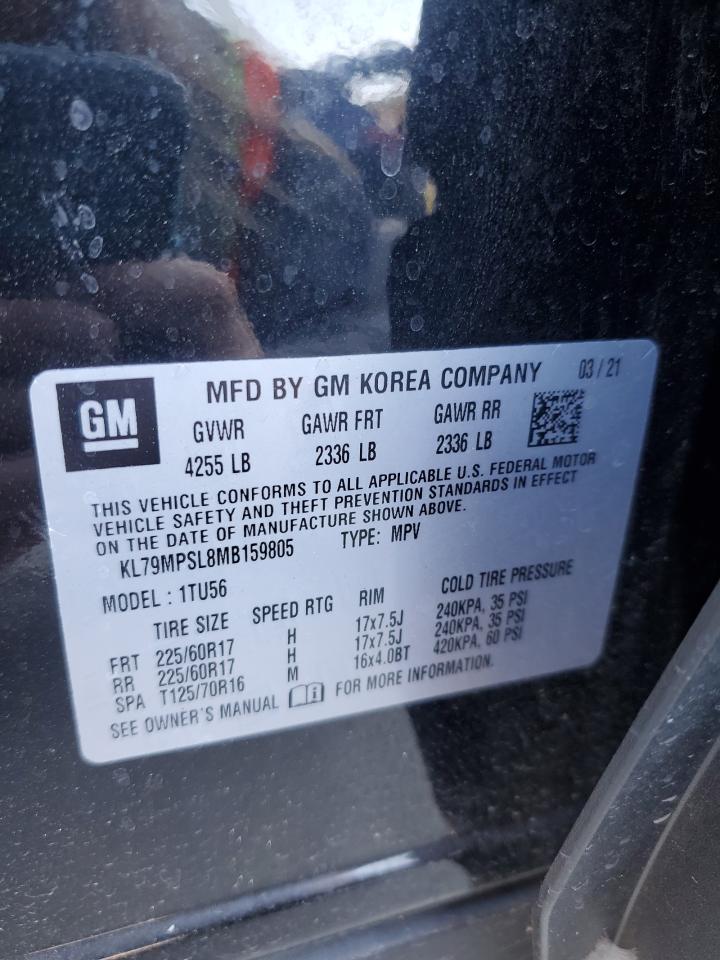 GM
MFD BY GM KOREA COMPANY 03/21
GVWR GAWR FRT GAWR RR
4255 LB 2336 LB 2336 LB
THIS VEHICLE CONFORMS TO ALL APPLICABLE U.S. FEDERAL MOTOR
VEHICLE SAFETY AND THEFT PREVENTION STANDARDS IN EFFECT
ON THE DATE OF MANUFACTURE SHOWN ABOVE.
KL79MPSL8MB159805 TYPE: MPV
MODEL : 1TU56
TIRE SIZE SPEED RTG RIM COLD TIRE PRESSURE
FRT 225/60R17 H 17x7.5J 240KPA, 35 PSI
RR 225/60R17 H 17x7.5J 240KPA, 35 PSI
SPA T125/70R16 M 16x4.0BT 420KPA, 60 PSI
SEE OWNER'S MANUAL i FOR MORE INFORMATION.